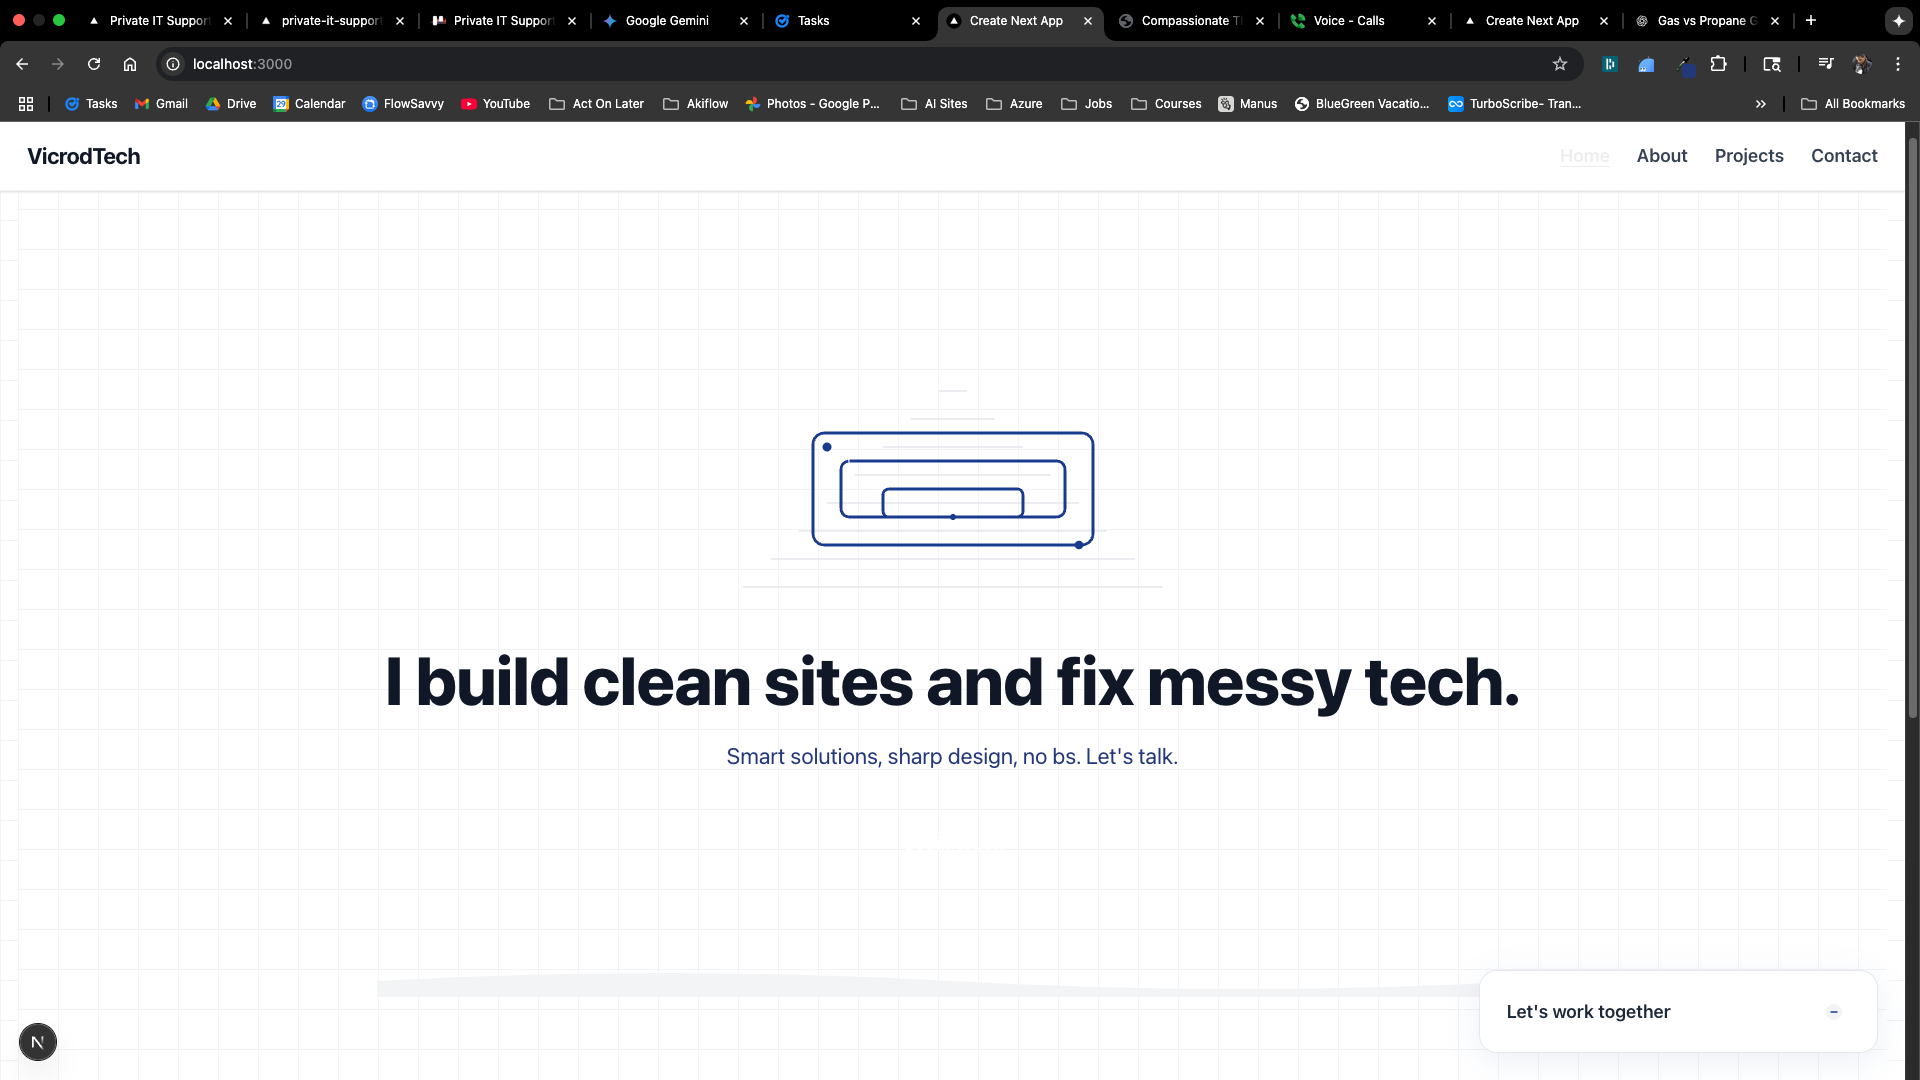 Private IT Support
private-it-support
Private IT Support
Google Gemini
Tasks
Create Next App
Compassionate T
Voice - Calls
Create Next App
Gas vs Propane G
localhost:3000
Tasks
Gmail
Drive
Calendar
FlowSavvy
YouTube
Act On Later
Akiflow
Photos - Google P...
AI Sites
Azure
Jobs
Courses
Manus
BlueGreen Vacatio...
TurboScribe- Tran...
All Bookmarks
VicrodTech
Home
About
Projects
Contact
I build clean sites and fix messy tech.
Smart solutions, sharp design, no bs. Let's talk.
Let's work together
N